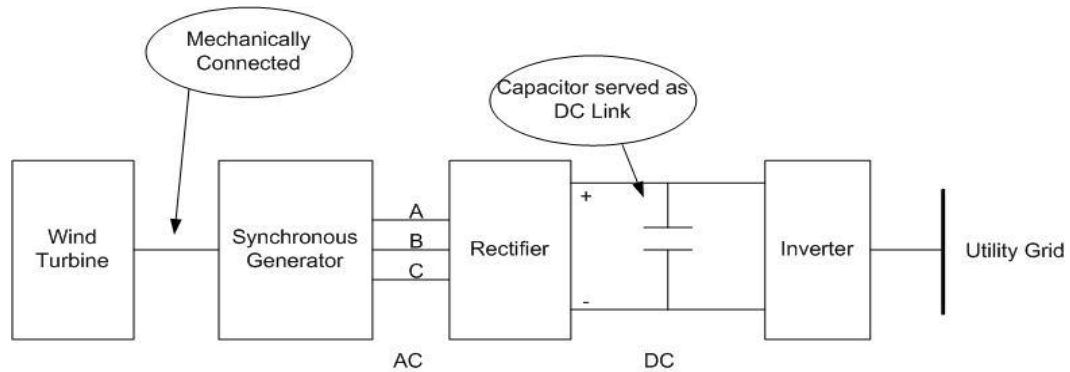 Mechanically
Connected
Capacitor served as
DC Link
Wind
Turbine
Synchronous
Generator
A
B
C
Rectifier
+
-
Inverter
Utility Grid
AC
DC